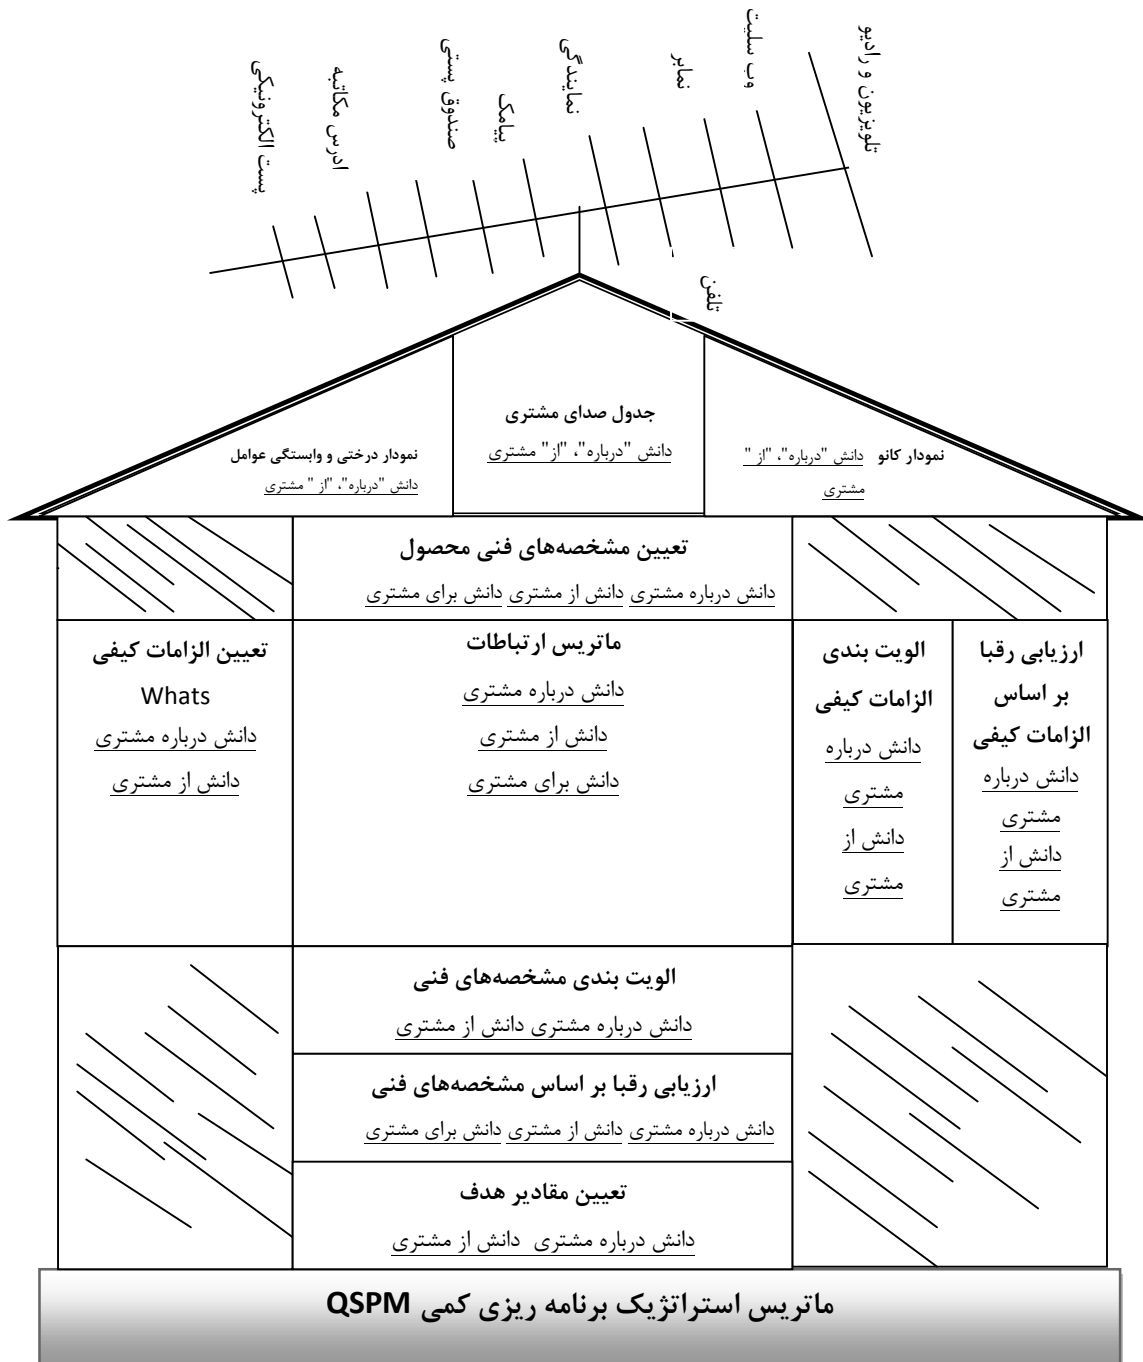 تلویزیون و رادیو
وب سلیت
نمابر
نمایندگی
پیامک
صندوق پستی
ادرس مکاتبه
پست الکترونیکی
تلفن
جدول صدای مشتری
دانش "درباره"، "از" مشتری
نمودار کانو دانش "درباره"، "از "
مشتری
نمودار درختی و وابستگی عوامل
دانش "درباره"، "از " مشتری
تعیین مشخصه‌های فنی محصول
دانش درباره مشتری دانش از مشتری دانش برای مشتری
ارزیابی رقبا
بر اساس
الزامات کیفی
دانش درباره
مشتری
دانش از
مشتری
الویت بندی
الزامات کیفی
دانش درباره
مشتری
دانش از
مشتری
ماتریس ارتباطات
دانش درباره مشتری
دانش از مشتری
دانش برای مشتری
تعیین الزامات کیفی
Whats
دانش درباره مشتری
دانش از مشتری
الویت بندی مشخصه‌های فنی
دانش درباره مشتری دانش از مشتری
ارزیابی رقبا بر اساس مشخصه‌های فنی
دانش درباره مشتری دانش از مشتری دانش برای مشتری
تعیین مقادیر هدف
دانش درباره مشتری دانش از مشتری
ماتریس استراتژیک برنامه ریزی کمی QSPM